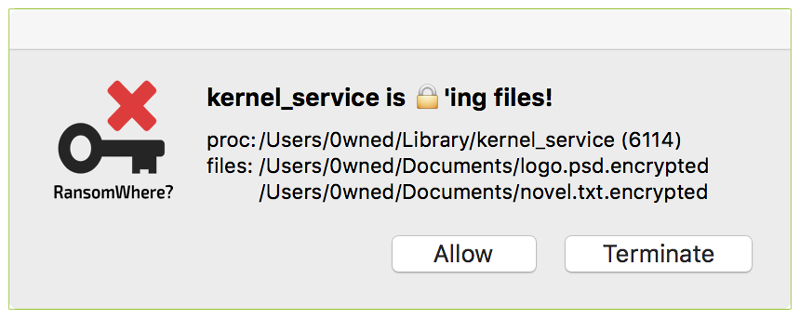 kernel_service is 🔒'ing files!
proc:/Users/0wned/Library/kernel_service (6114)
files: /Users/0wned/Documents/logo.psd.encrypted
/Users/0wned/Documents/novel.txt.encrypted
RansomWhere?
Allow Terminate